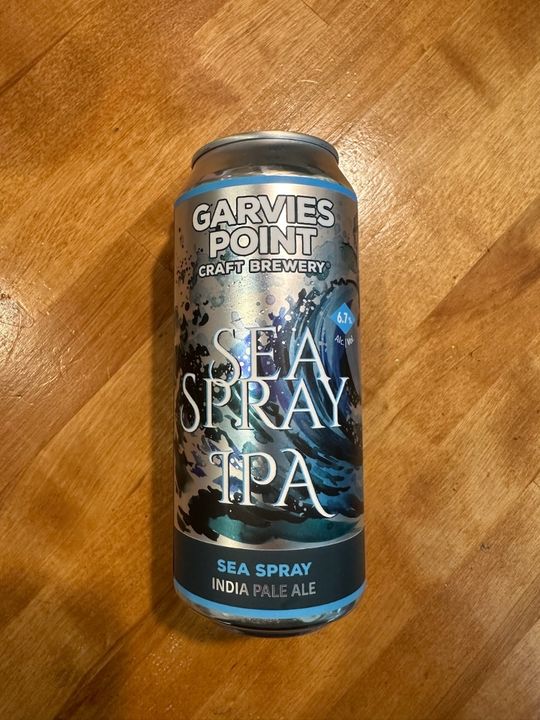 GARVIES
POINT
CRAFT BREWERY
6.7%
Alc./Vol.
SEA
SPRAY
IPA
SEA SPRAY
INDIA PALE ALE